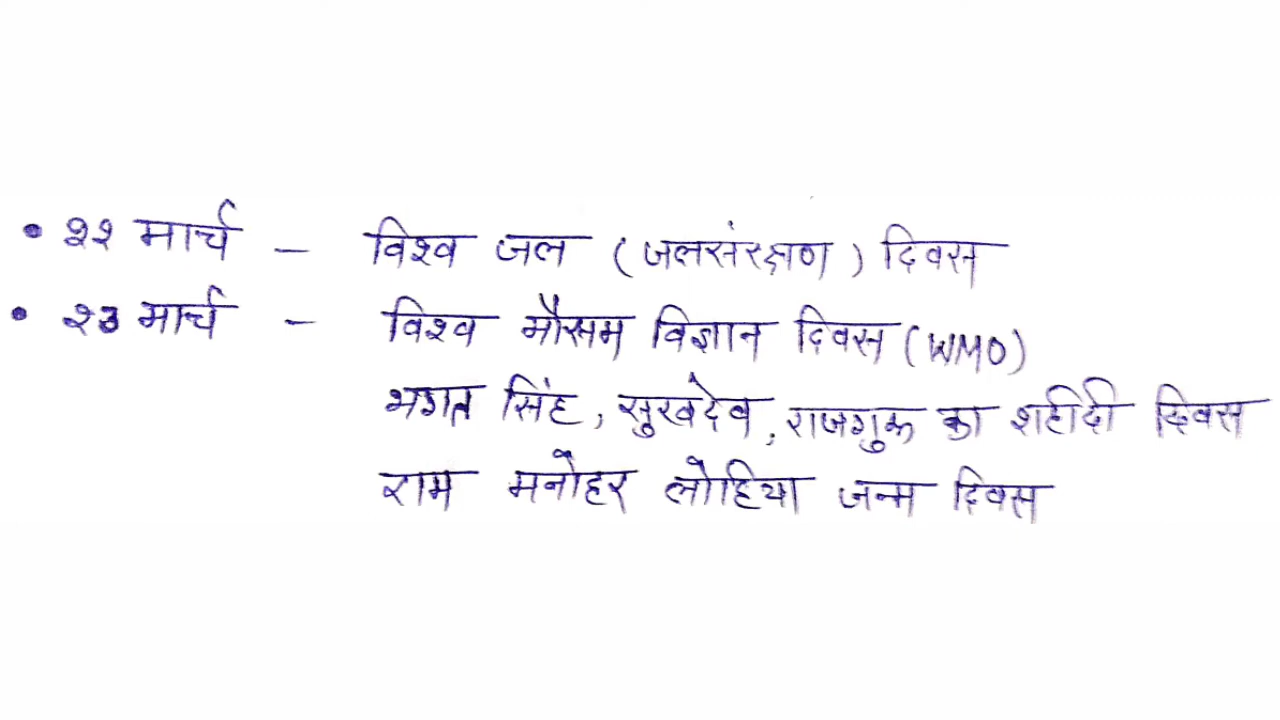 • २२ मार्च – विश्व जल (जलसंरक्षण) दिवस
• २३ मार्च – विश्व मौसम विज्ञान दिवस (WMO)
भगत सिंह, सुखदेव, राजगुरू का शहीदी दिवस
राम मनोहर लोहिया जन्म दिवस